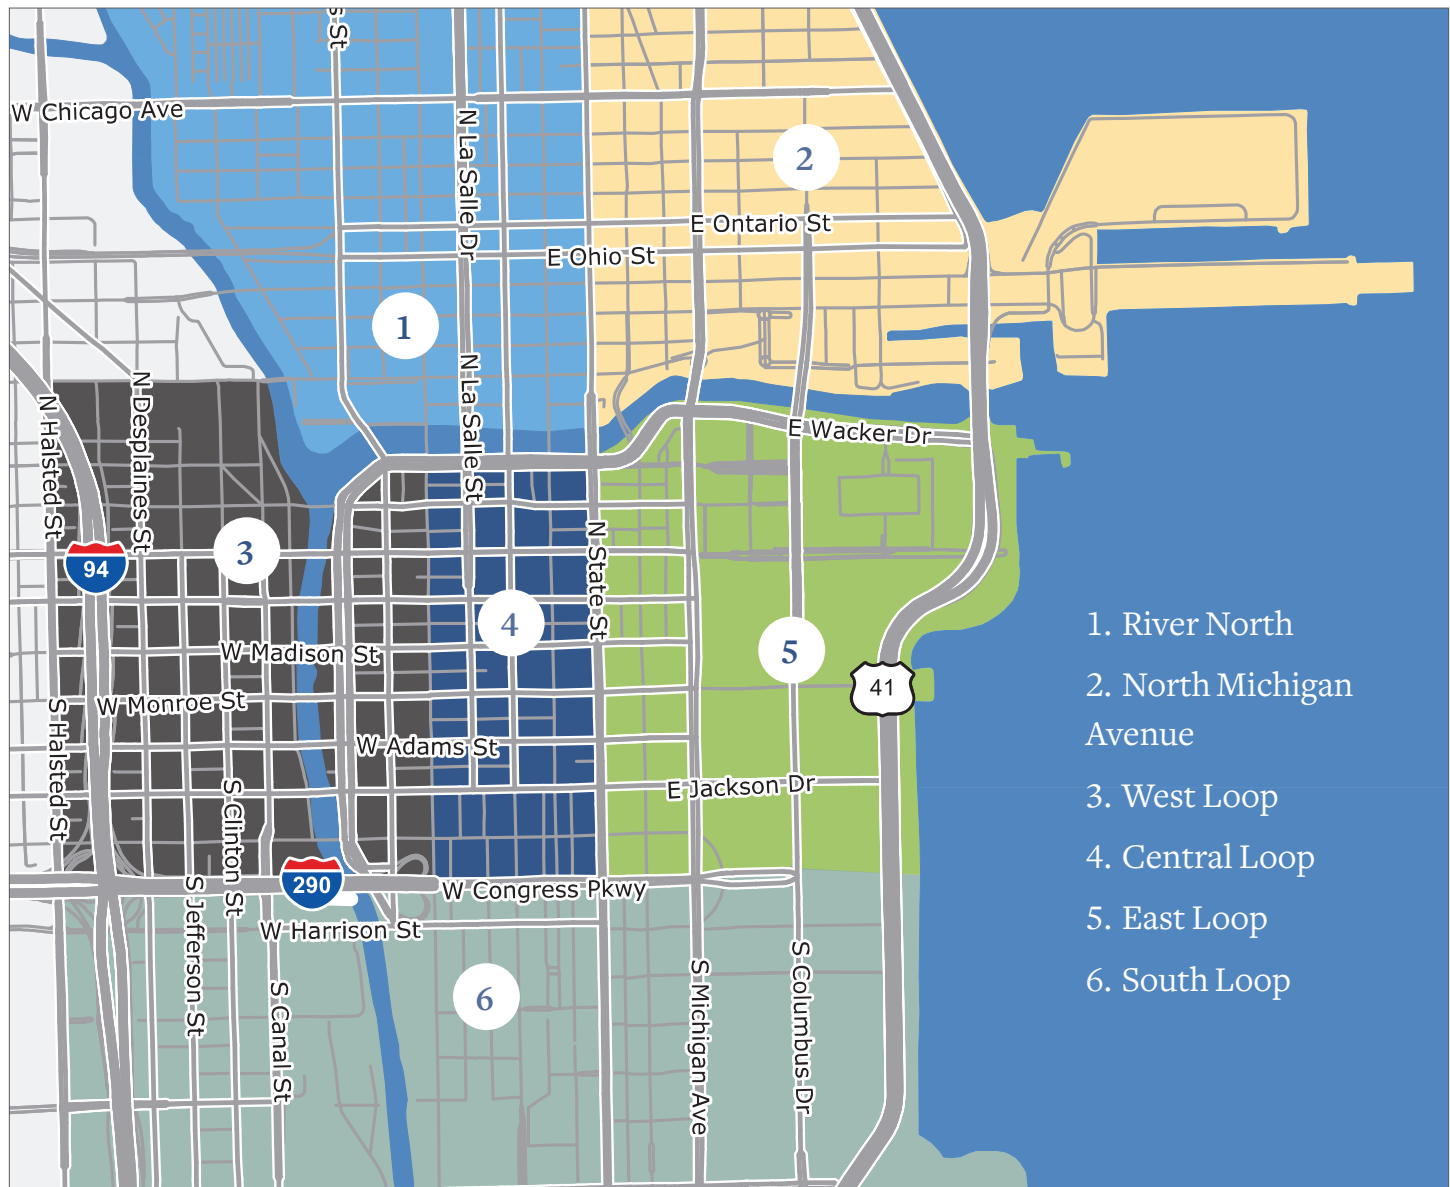 s St
W Chicago Ave
N La Salle Dr
2
E Ontario St
E Ohio St
1
N La Salle St
N Desplaines St
N Halsted St
E Wacker Dr
3
94
N State St
4
5
W Madison St
41
W Monroe St
S Halsted St
W Adams St
E Jackson Dr
S Clinton St
290
W Congress Pkwy
S Jefferson St
W Harrison St
6
S Canal St
S Michigan Ave
S Columbus Dr
1. River North
2. North Michigan
Avenue
3. West Loop
4. Central Loop
5. East Loop
6. South Loop